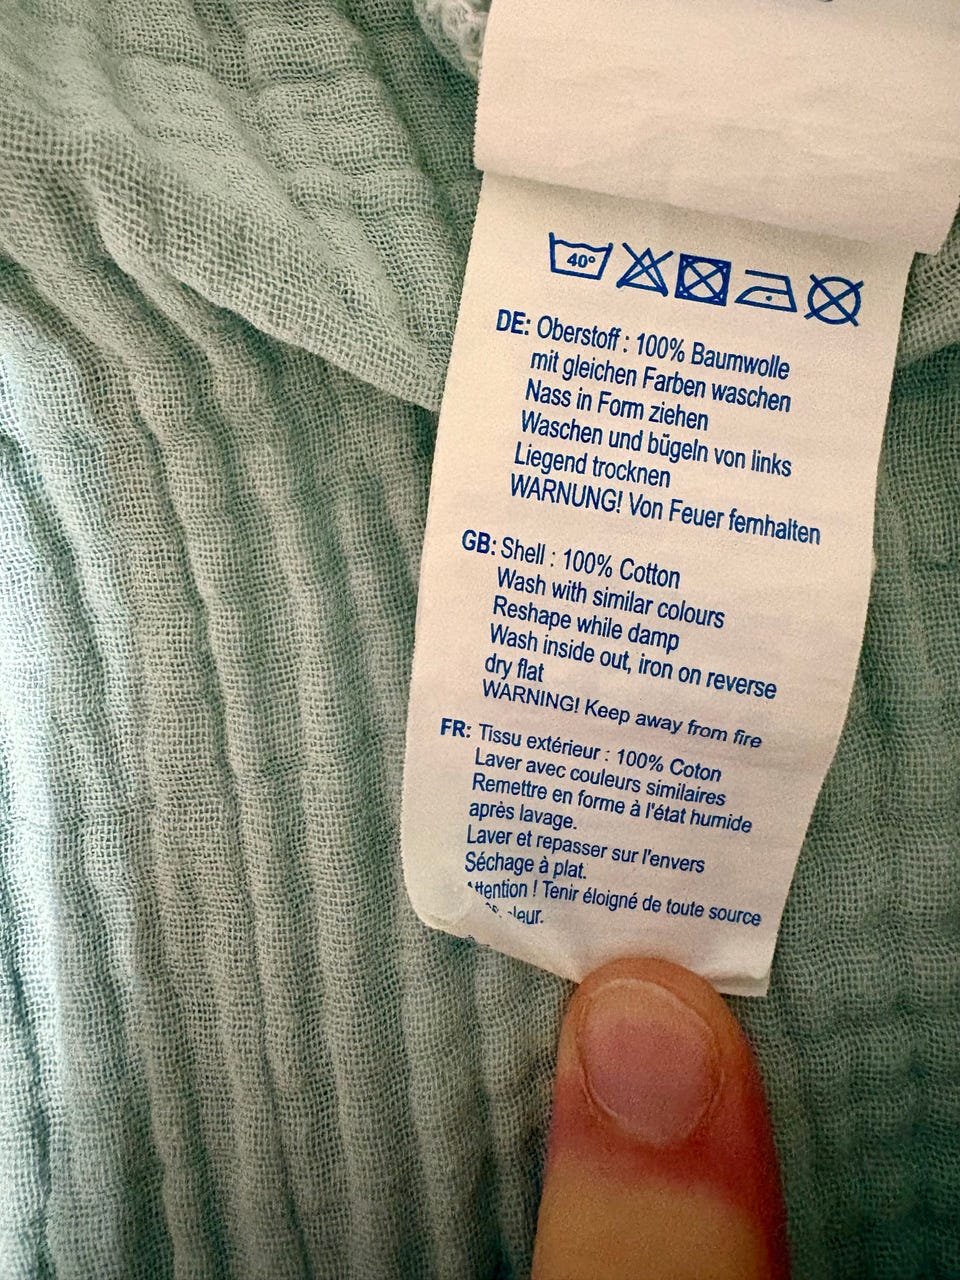 40°
DE: Oberstoff : 100% Baumwolle
mit gleichen Farben waschen
Nass in Form ziehen
Waschen und bügeln von links
Liegend trocknen
WARNUNG! Von Feuer fernhalten
GB: Shell : 100% Cotton
Wash with similar colours
Reshape while damp
Wash inside out, iron on reverse
dry flat
WARNING! Keep away from fire
FR: Tissu extérieur : 100% Coton
Laver avec couleurs similaires
Remettre en forme à l'état humide
après lavage.
Laver et repasser sur l'envers
Séchage à plat.
Attention ! Tenir éloigné de toute source